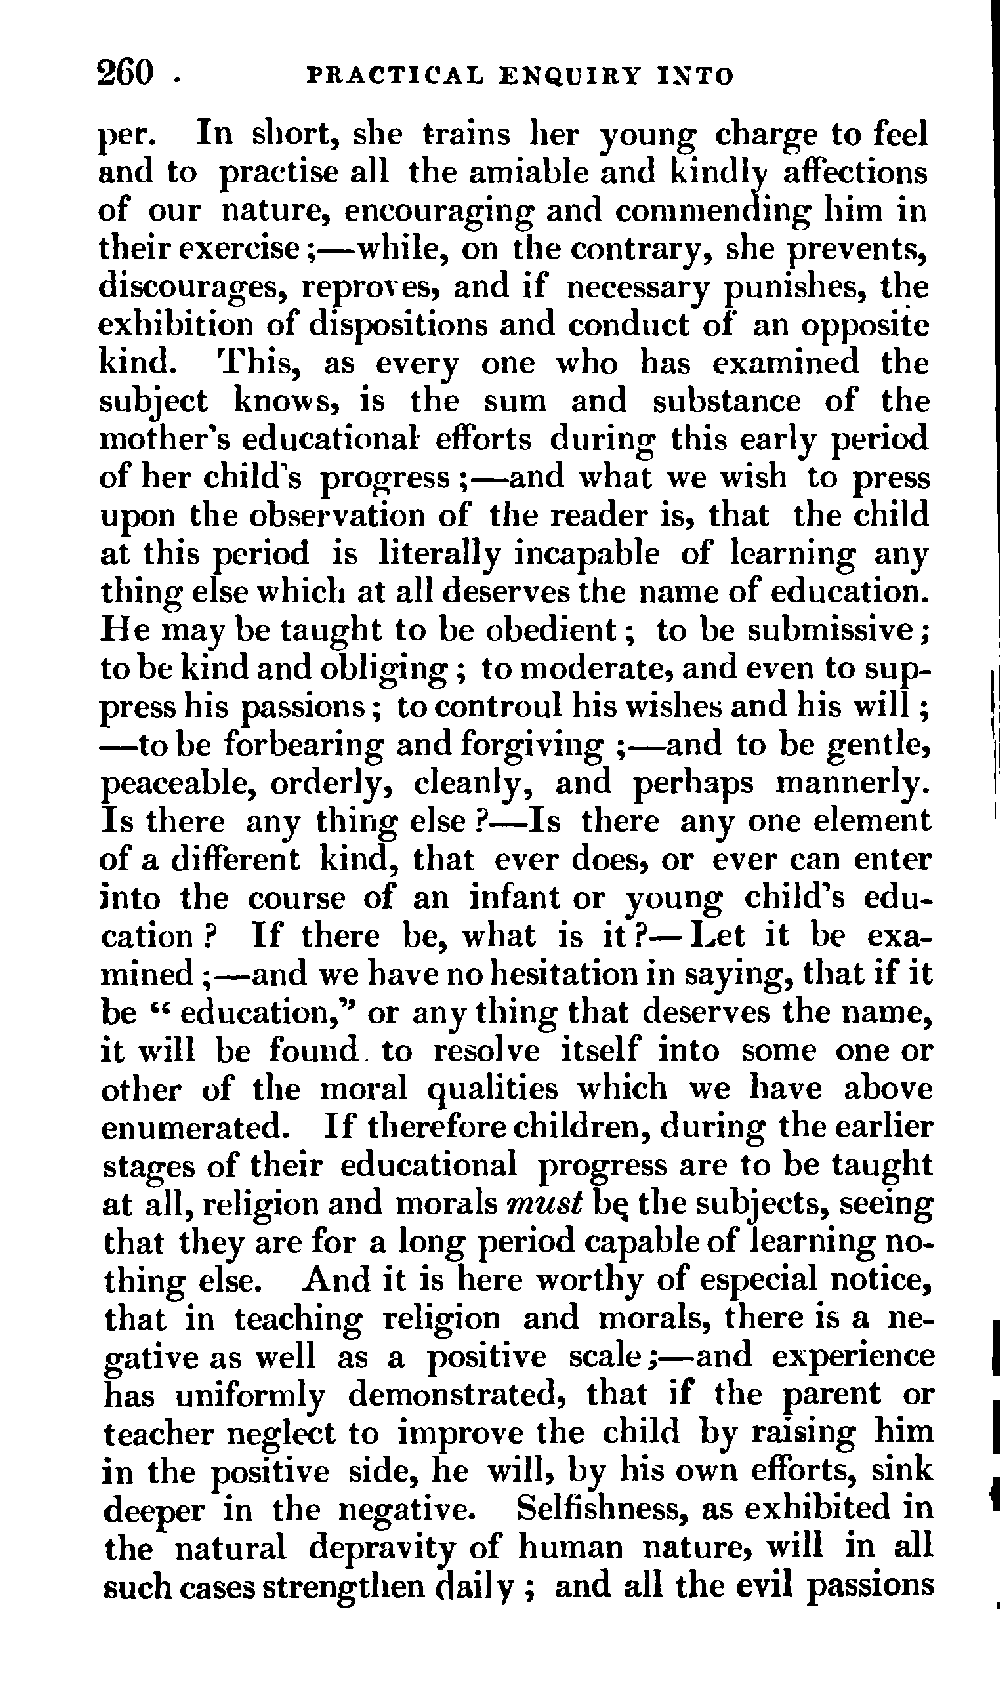 260 . PRACTICAL ENQUIRY INTO
per. In short, she trains her young charge to feel
and to practise all the amiable and kindly affections
of our nature, encouraging and commending him in
their exercise ;—while, on the contrary, she prevents,
discourages, reproves, and if necessary punishes, the
exhibition of dispositions and conduct of an opposite
kind. This, as every one who has examined the
subject knows, is the sum and substance of the
mother's educational efforts during this early period
of her child's progress ;—and what we wish to press
upon the observation of the reader is, that the child
at this period is literally incapable of learning any
thing else which at all deserves the name of education.
He may be taught to be obedient ; to be submissive ;
to be kind and obliging ; to moderate, and even to sup-
press his passions ; to controul his wishes and his will ;
—to be forbearing and forgiving ;—and to be gentle,
peaceable, orderly, cleanly, and perhaps mannerly.
Is there any thing else ?—Is there any one element
of a different kind, that ever does, or ever can enter
into the course of an infant or young child's edu-
cation ? If there be, what is it ?— Let it be exa-
mined ;—and we have no hesitation in saying, that if it
be “ education,” or any thing that deserves the name,
it will be found. to resolve itself into some one or
other of the moral qualities which we have above
enumerated. If therefore children, during the earlier
stages of their educational progress are to be taught
at all, religion and morals must be the subjects, seeing
that they are for a long period capable of learning no-
thing else. And it is here worthy of especial notice,
that in teaching religion and morals, there is a ne-
gative as well as a positive scale ;—and experience
has uniformly demonstrated, that if the parent or
teacher neglect to improve the child by raising him
in the positive side, he will, by his own efforts, sink
deeper in the negative. Selfishness, as exhibited in
the natural depravity of human nature, will in all
such cases strengthen daily ; and all the evil passions